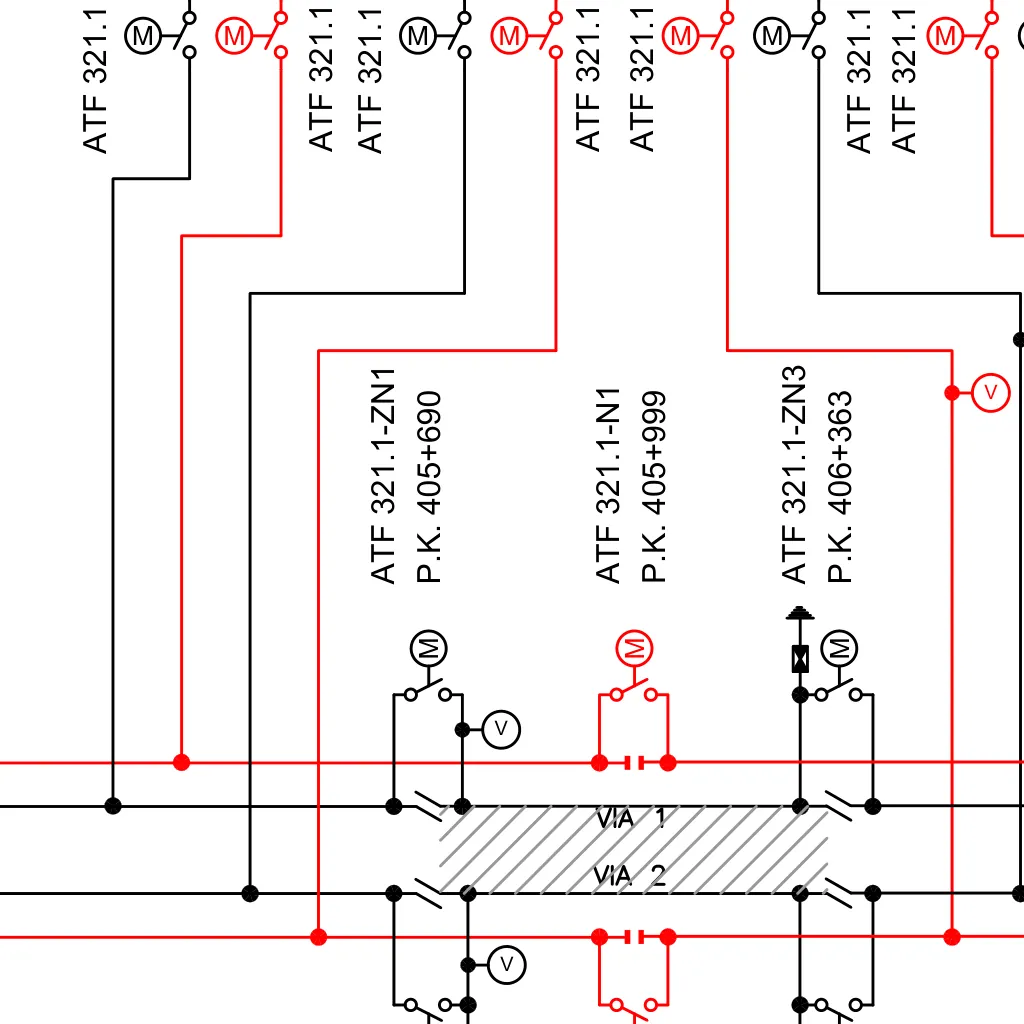 M
M
M
M
M
M
M
ATF 321.1
ATF 321.1
ATF 321.1
ATF 321.1
ATF 321.1
ATF 321.1
ATF 321.1
V
ATF 321.1-ZN1
P.K. 405+690
ATF 321.1-N1
P.K. 405+999
ATF 321.1-ZN3
P.K. 406+363
M
M
M
V
VIA 1
VIA 2
V